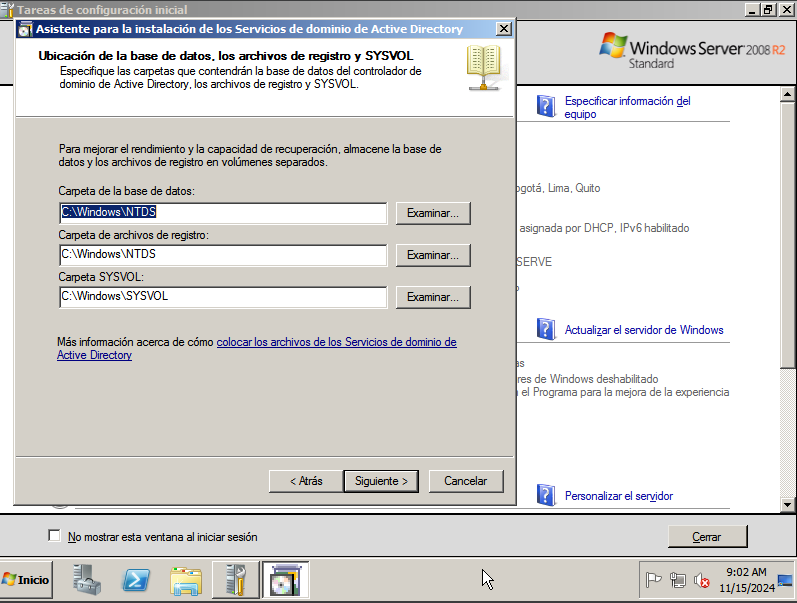 Tareas de configuración inicial
Asistente para la instalación de los Servicios de dominio de Active Directory
Ubicación de la base de datos, los archivos de registro y SYSVOL
Especifique las carpetas que contendrán la base de datos del controlador de
dominio de Active Directory, los archivos de registro y SYSVOL.
Windows Server 2008 R2
Standard
Especificar información del
equipo
Para mejorar el rendimiento y la capacidad de recuperación, almacene la base de
datos y los archivos de registro en volúmenes separados.
Carpeta de la base de datos:
C:\Windows\NTDS
Examinar...
Carpeta de archivos de registro:
C:\Windows\NTDS
Examinar...
Carpeta SYSVOL:
C:\Windows\SYSVOL
Examinar...
Más información acerca de cómo colocar los archivos de los Servicios de dominio de
Active Directory
< Atrás
Siguiente >
Cancelar
ogotá, Lima, Quito
asignada por DHCP, IPv6 habilitado
SERVE
Actualizar el servidor de Windows
as
res de Windows deshabilitado
el Programa para la mejora de la experiencia
Personalizar el servidor
No mostrar esta ventana al iniciar sesión
Cerrar
Inicio
9:02 AM
11/15/2024